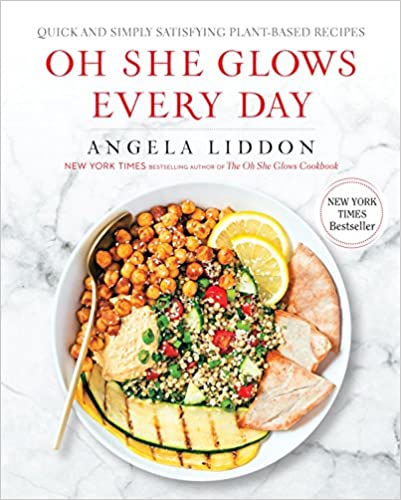 QUICK AND SIMPLY SATISFYING PLANT-BASED RECIPES
OH SHE GLOWS
EVERY DAY
ANGELA LIDDON
NEW YORK TIMES BESTSELLING AUTHOR OF The Oh She Glows Cookbook
NEW YORK
TIMES
Bestseller